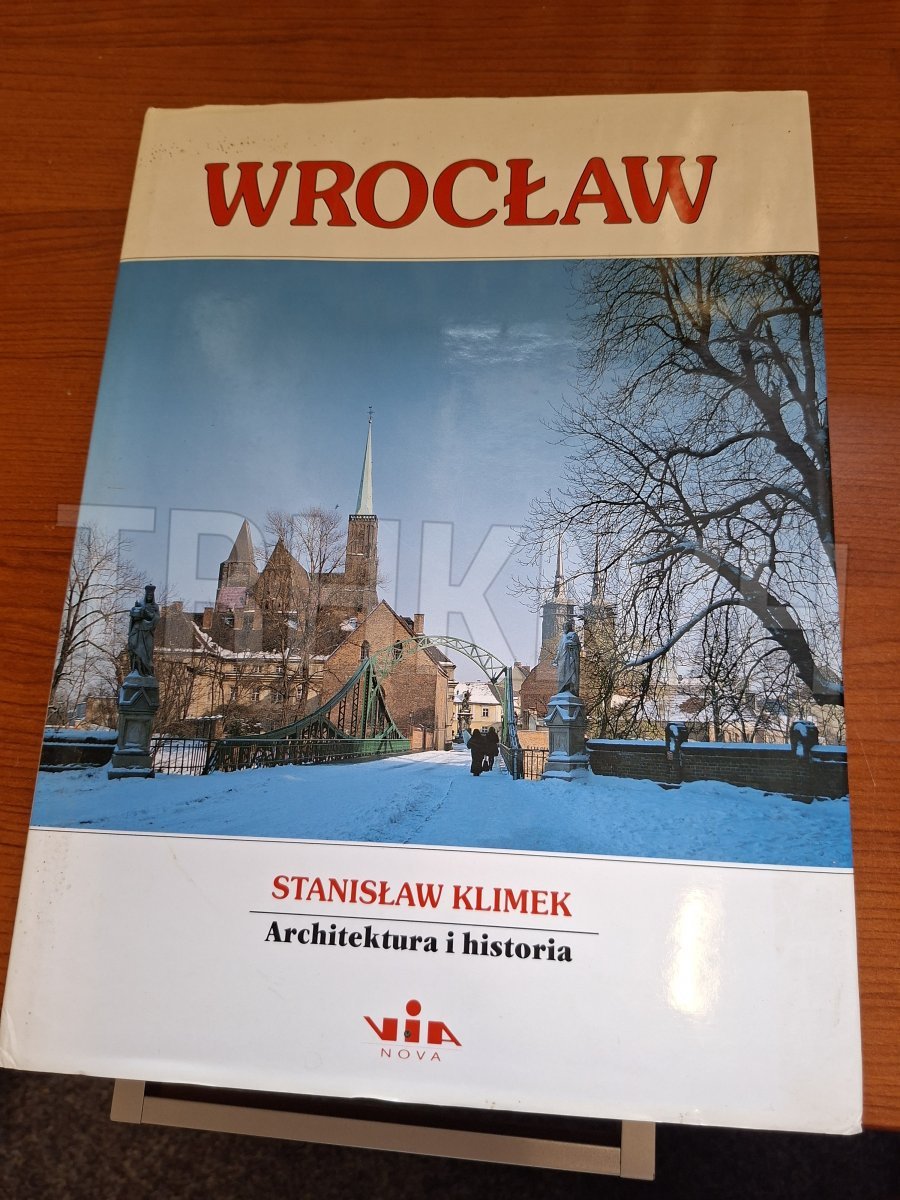 WROCŁAW
STANISŁAW KLIMEK
Architektura i historia
ViA
NOVA